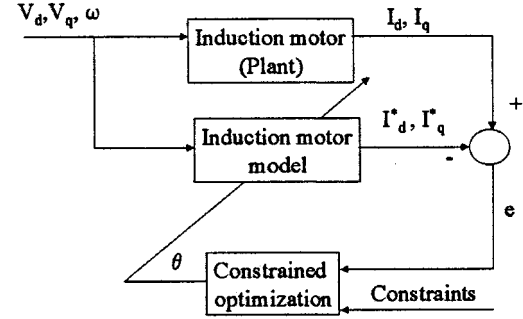 V_d, V_q, ω
Induction motor
(Plant)
I_d, I_q
+
Induction motor
model
I*_d, I*_q
-
e
θ
Constrained
optimization
Constraints